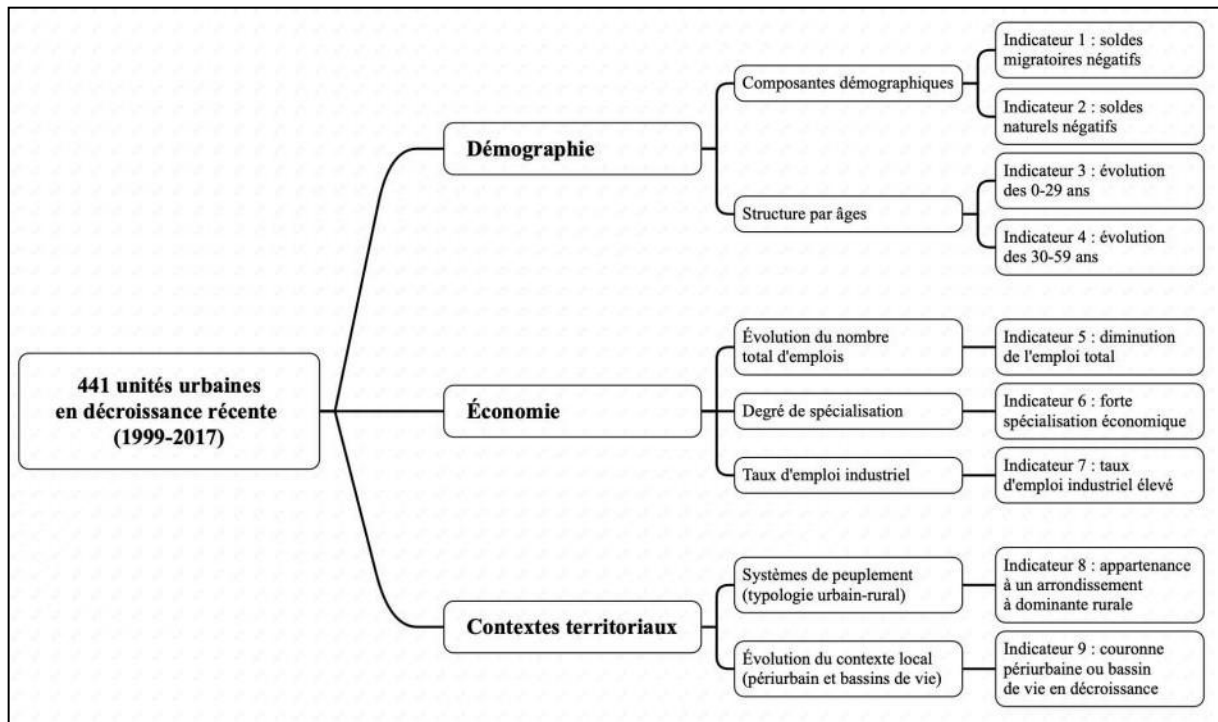 441 unités urbaines
en décroissance récente
(1999-2017)
Démographie
Composantes démographiques
Indicateur 1 : soldes
migratoires négatifs
Indicateur 2 : soldes
naturels négatifs
Structure par âges
Indicateur 3 : évolution
des 0-29 ans
Indicateur 4 : évolution
des 30-59 ans
Économie
Évolution du nombre
total d'emplois
Indicateur 5 : diminution
de l'emploi total
Degré de spécialisation
Indicateur 6 : forte
spécialisation économique
Taux d'emploi industriel
Indicateur 7 : taux
d'emploi industriel élevé
Contextes territoriaux
Systèmes de peuplement
(typologie urbain-rural)
Indicateur 8 : appartenance
à un arrondissement
à dominante rurale
Évolution du contexte local
(périurbain et bassins de vie)
Indicateur 9 : couronne
périurbaine ou bassin
de vie en décroissance